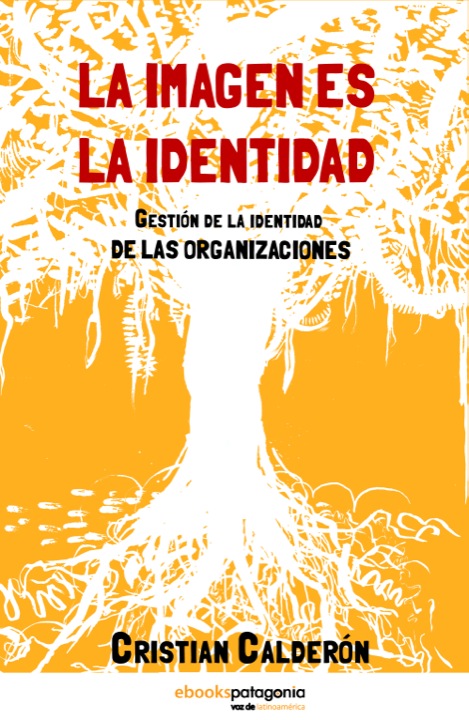 LA IMAGEN ES
LA IDENTIDAD
GESTIÓN DE LA IDENTIDAD
DE LAS ORGANIZACIONES
CRISTIAN CALDERÓN
ebookspatagonia
voz de latinoamérica